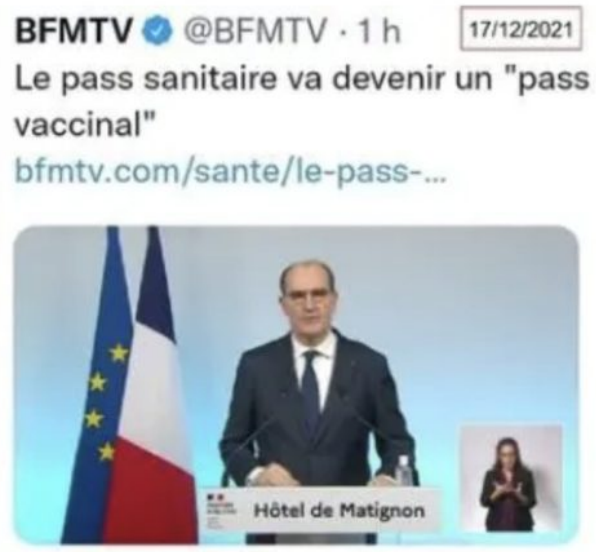 BFMTV @BFMTV · 1 h
17/12/2021
Le pass sanitaire va devenir un "pass
vaccinal"
bfmtv.com/sante/le-pass-...
Hôtel de Matignon